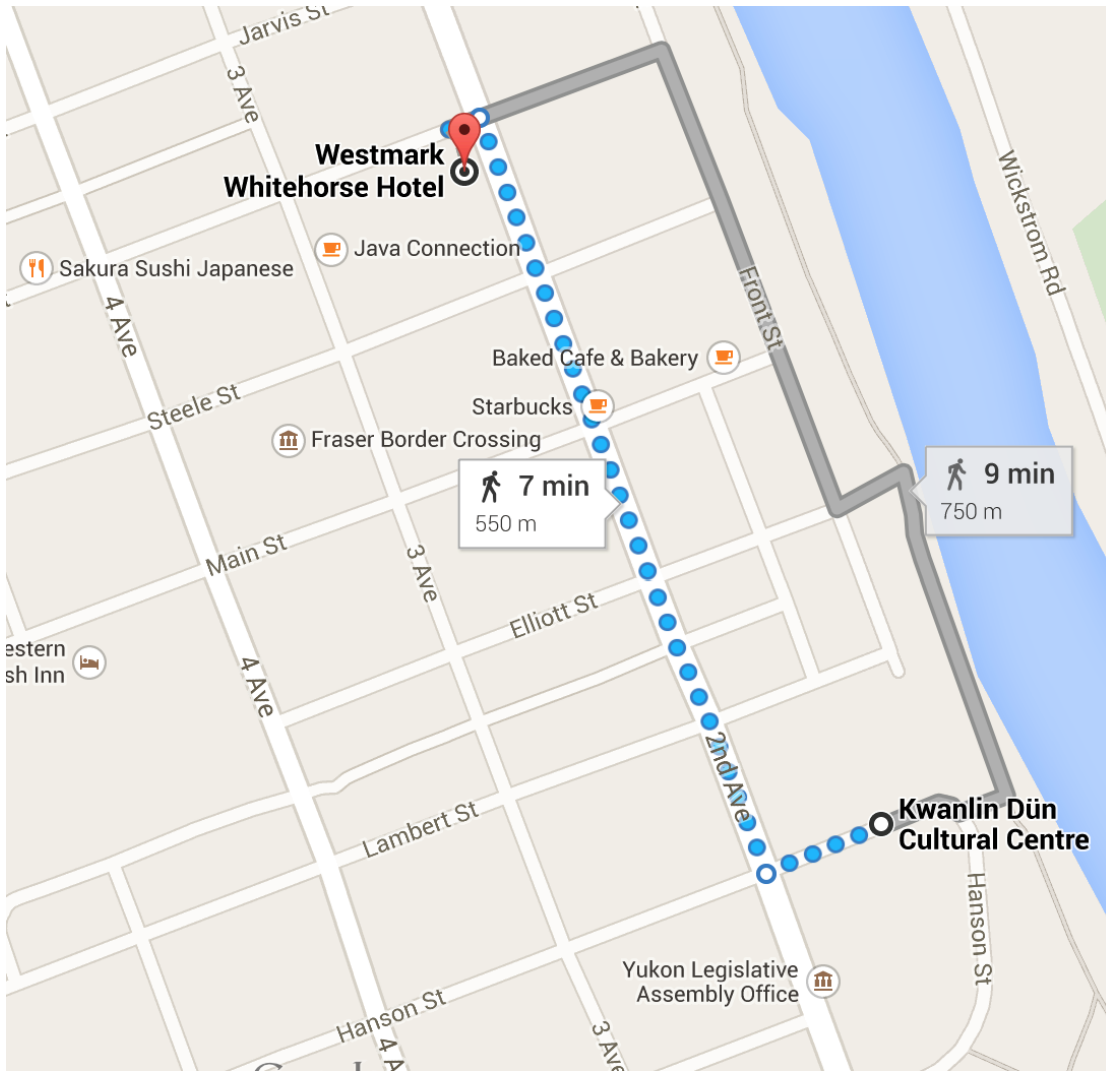 Jarvis St
3 Ave
Westmark
Whitehorse Hotel
Wickstrom Rd
Java Connection
Sakura Sushi Japanese
4 Ave
Front St
Baked Cafe & Bakery
Steele St
Starbucks
Fraser Border Crossing
7 min
550 m
9 min
750 m
Main St
3 Ave
Elliott St
estern
sh Inn
4 Ave
2nd Ave
Lambert St
Kwanlin Dün
Cultural Centre
Hanson St
Yukon Legislative
Assembly Office
Hanson St
3 Ave
4 A